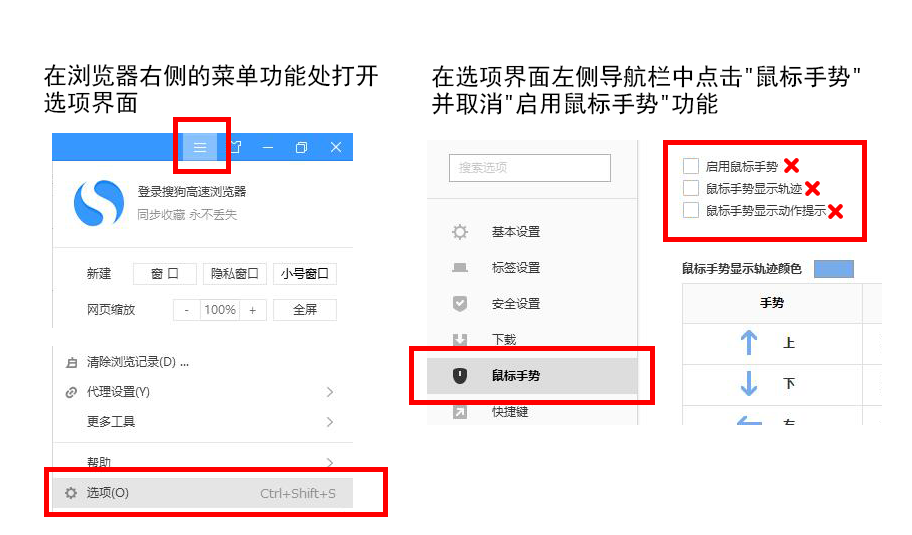 在浏览器右侧的菜单功能处打开
选项界面
登录搜狗高速浏览器
同步收藏 永不丢失
新建 窗 口 隐私窗口 小号窗口
网页缩放 - 100% + 全屏
清除浏览记录(D) ...
代理设置(Y)
更多工具
帮助
选项(O) Ctrl+Shift+S
在选项界面左侧导航栏中点击"鼠标手势"
并取消"启用鼠标手势"功能
搜索选项
基本设置
标签设置
安全设置
下载
鼠标手势
快捷键
启用鼠标手势
鼠标手势显示轨迹
鼠标手势显示动作提示
鼠标手势显示轨迹颜色
手势
上
下
左